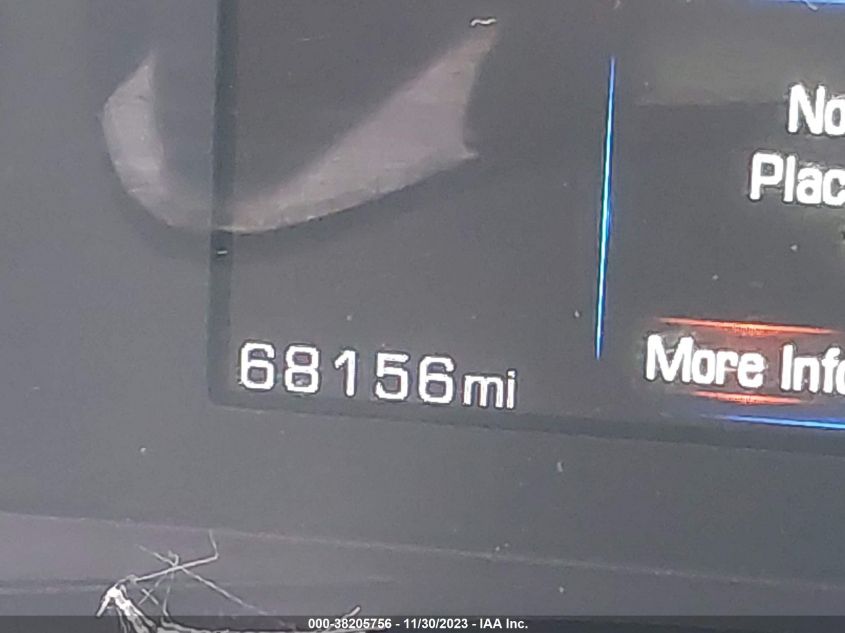 No
Plac
68156mi
More Info
000-38205756 - 11/30/2023 - IAA Inc.